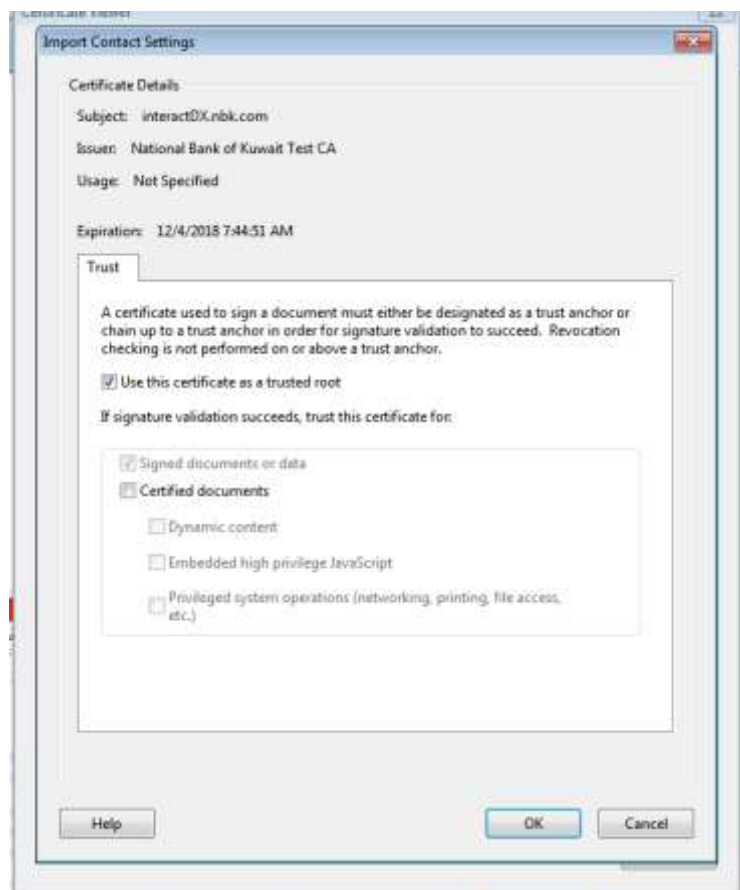 Certificate Viewer
Import Contact Settings
Certificate Details
Subject: interactDX.nbk.com
Issuer: National Bank of Kuwait Test CA
Usage: Not Specified
Expiration: 12/4/2018 7:44:51 AM
Trust
A certificate used to sign a document must either be designated as a trust anchor or
chain up to a trust anchor in order for signature validation to succeed. Revocation
checking is not performed on or above a trust anchor.
Use this certificate as a trusted root
If signature validation succeeds, trust this certificate for:
Signed documents or data
Certified documents
Dynamic content
Embedded high privilege JavaScript
Privileged system operations (networking, printing, file access,
etc.)
Help
OK
Cancel